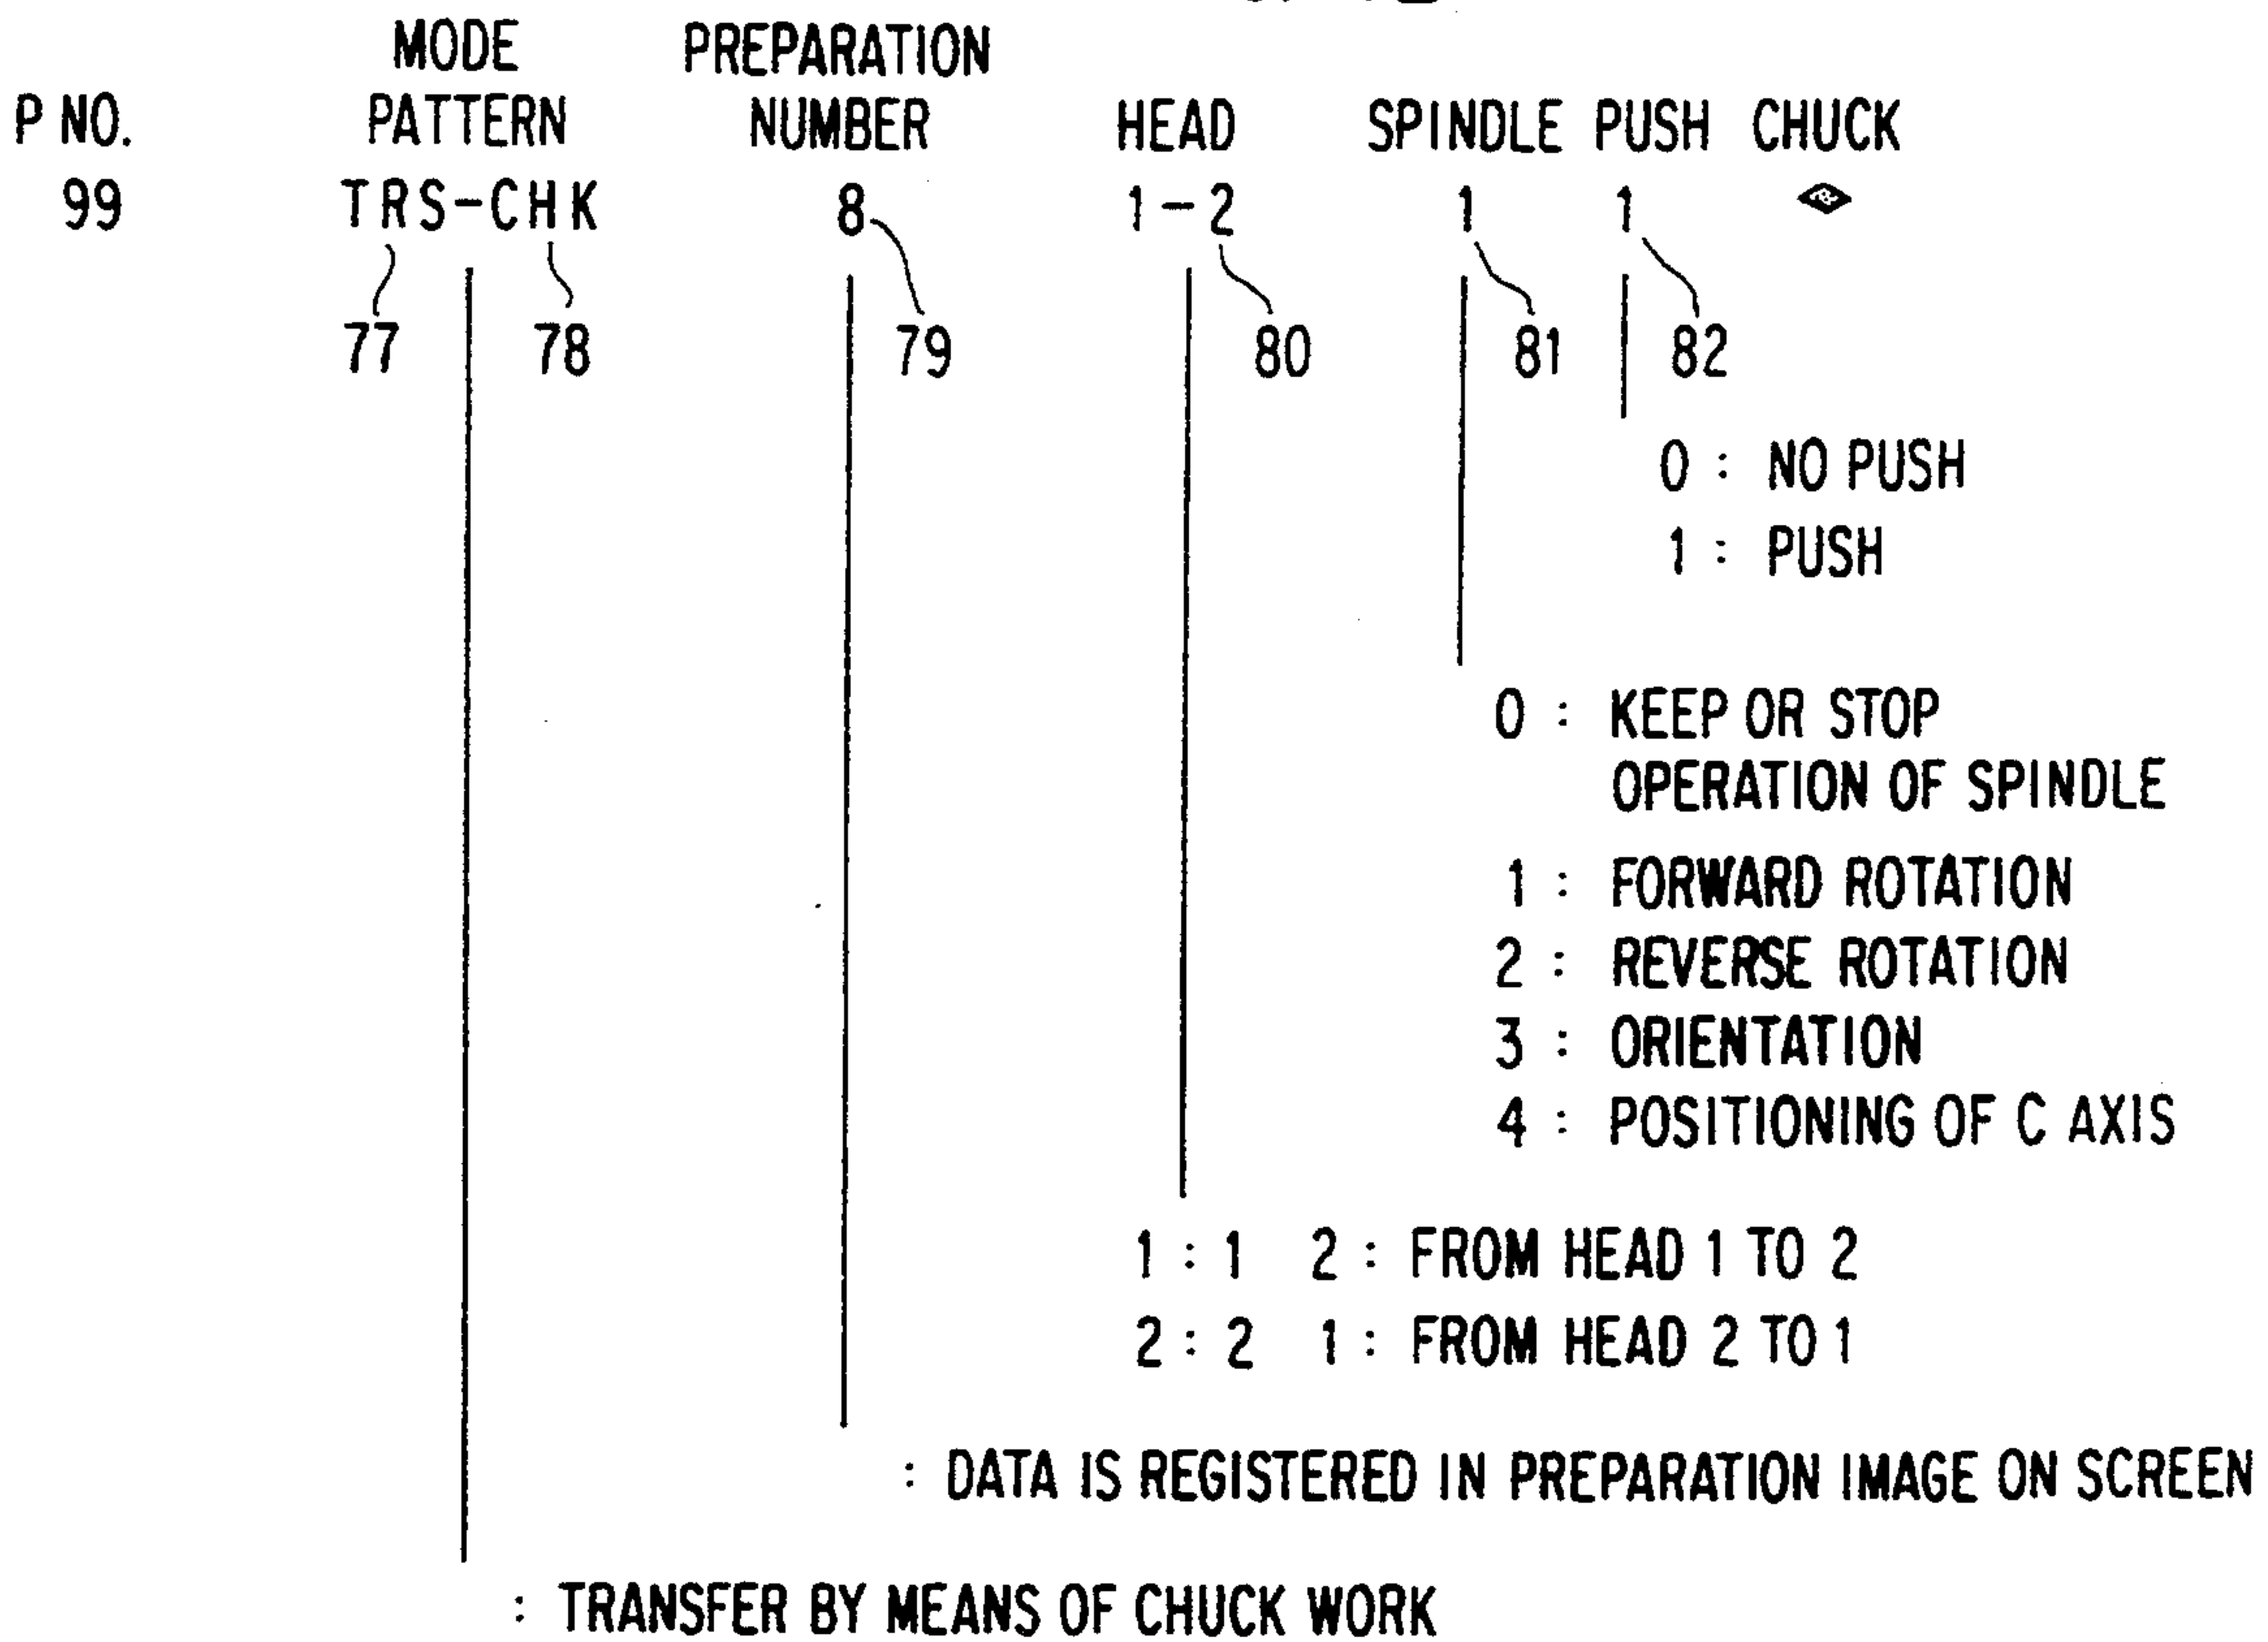 MODE PREPARATION
P NO. PATTERN NUMBER HEAD SPINDLE PUSH CHUCK
99 TRS-CHK 8 1-2 1 1
77 78 79 80 81 82
0 : NO PUSH
1 : PUSH
0 : KEEP OR STOP
OPERATION OF SPINDLE
1 : FORWARD ROTATION
2 : REVERSE ROTATION
3 : ORIENTATION
4 : POSITIONING OF C AXIS
1 : 1 2 : FROM HEAD 1 TO 2
2 : 2 1 : FROM HEAD 2 TO 1
: DATA IS REGISTERED IN PREPARATION IMAGE ON SCREEN
: TRANSFER BY MEANS OF CHUCK WORK